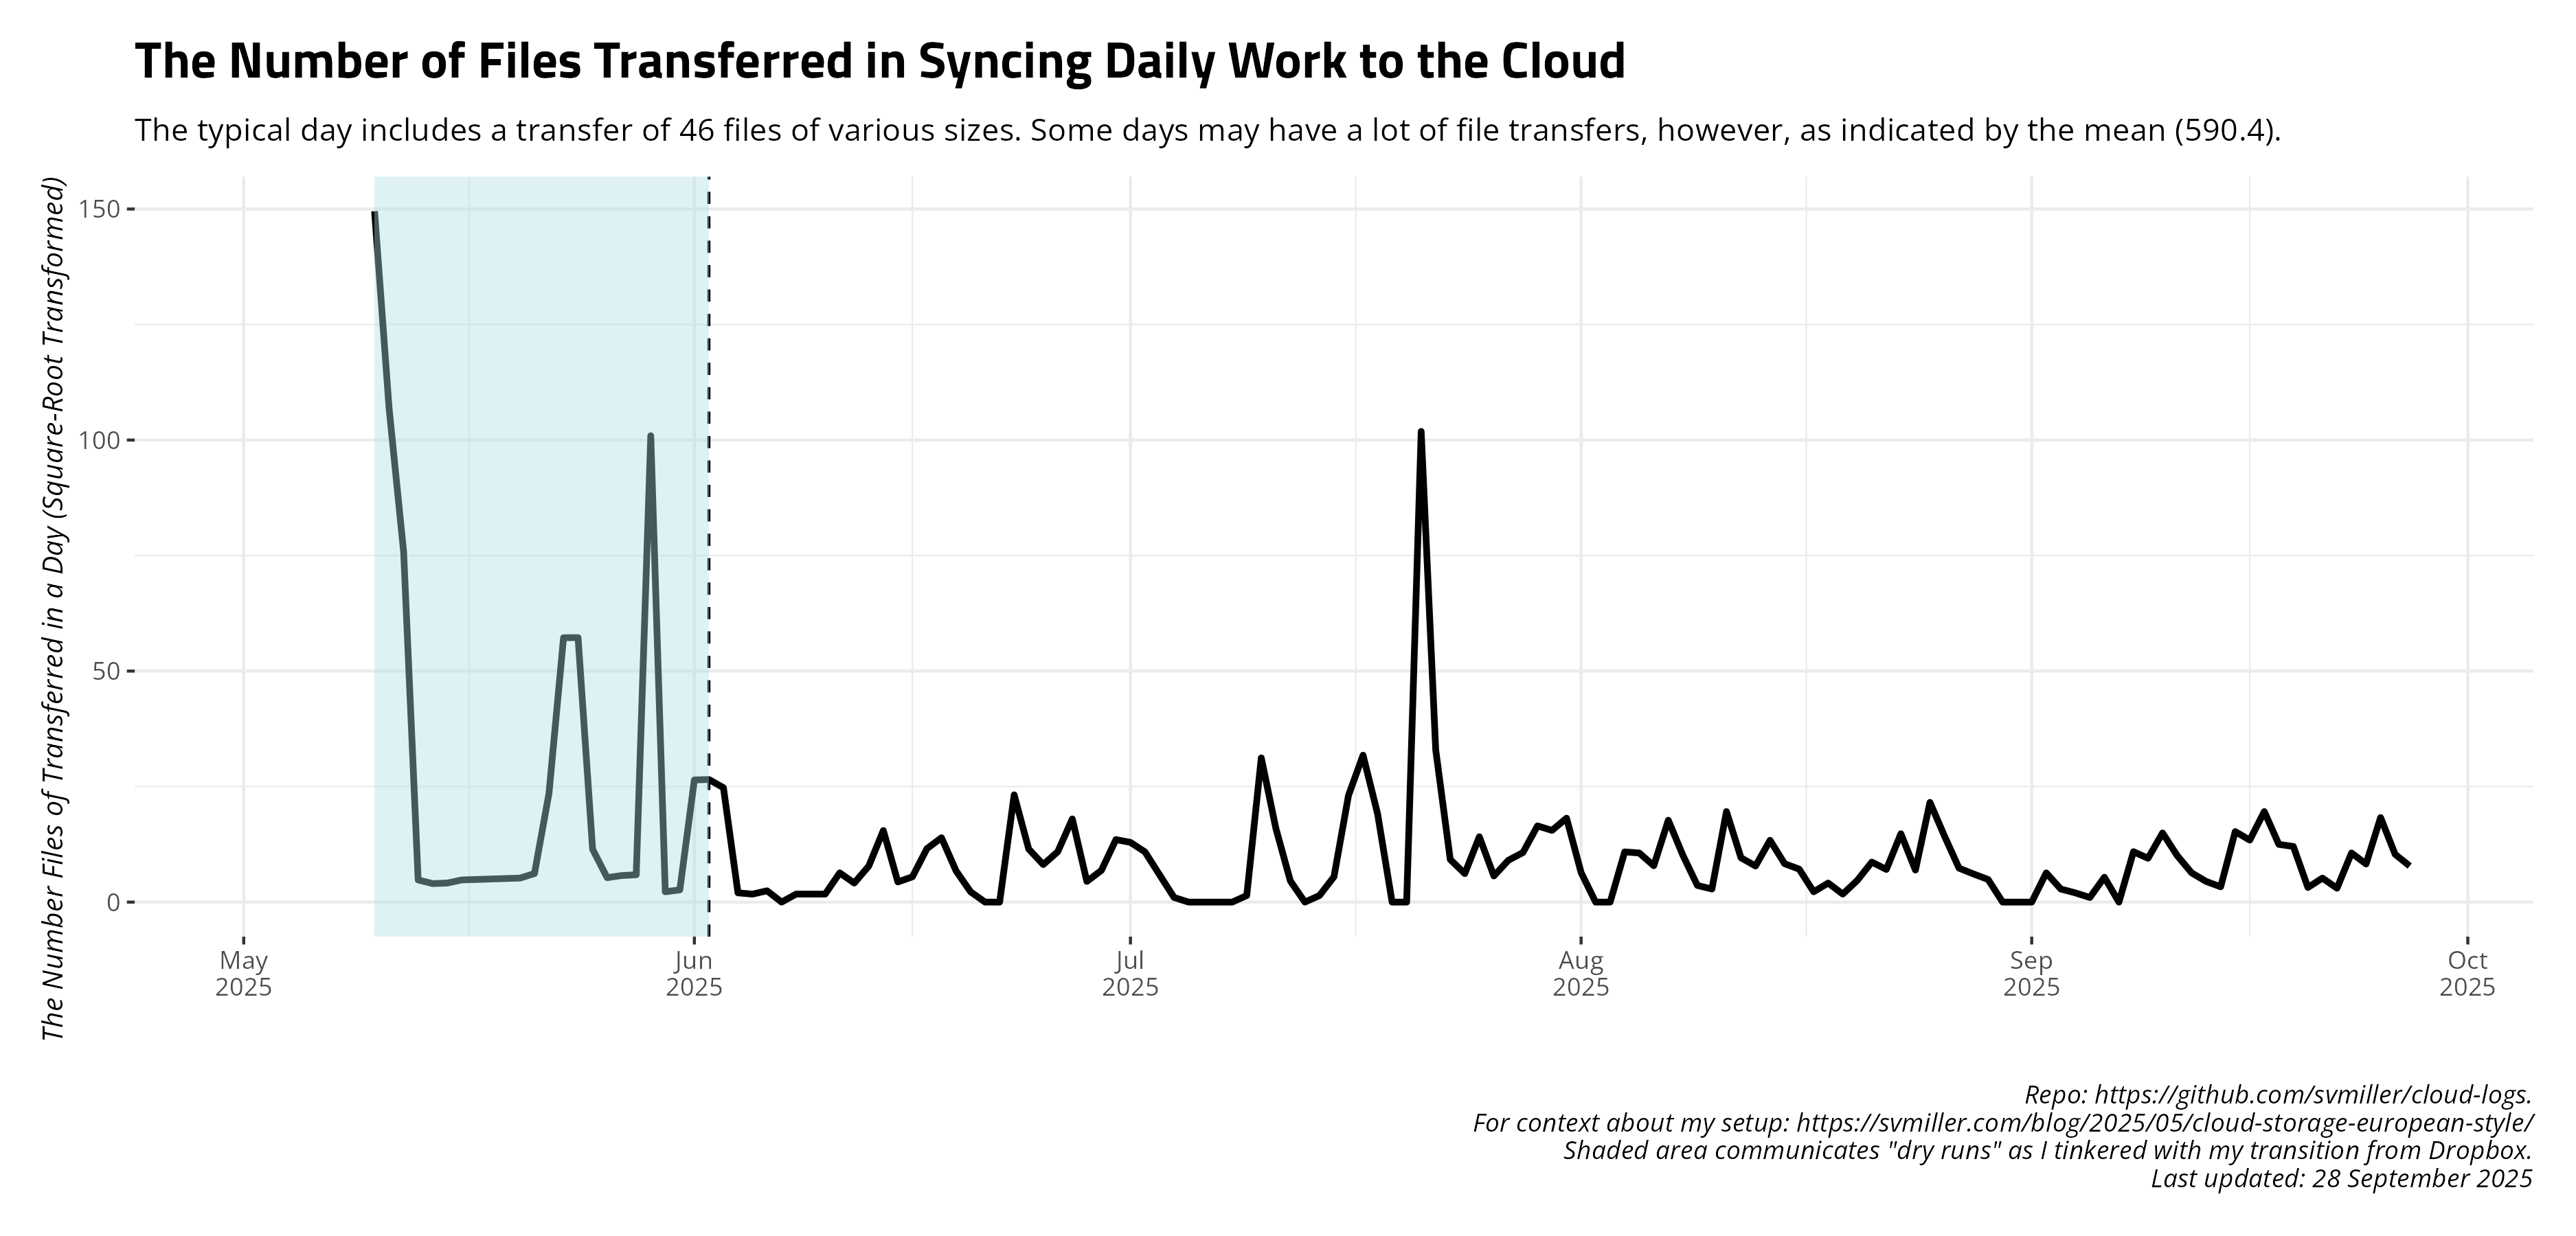 The Number of Files Transferred in Syncing Daily Work to the Cloud
The typical day includes a transfer of 46 files of various sizes. Some days may have a lot of file transfers, however, as indicated by the mean (590.4).
The Number Files of Transferred in a Day (Square-Root Transformed)
150
100
50
0
May
2025
Jun
2025
Jul
2025
Aug
2025
Sep
2025
Oct
2025
Repo: https://github.com/svmiller/cloud-logs.
For context about my setup: https://svmiller.com/blog/2025/05/cloud-storage-european-style/
Shaded area communicates "dry runs" as I tinkered with my transition from Dropbox.
Last updated: 28 September 2025